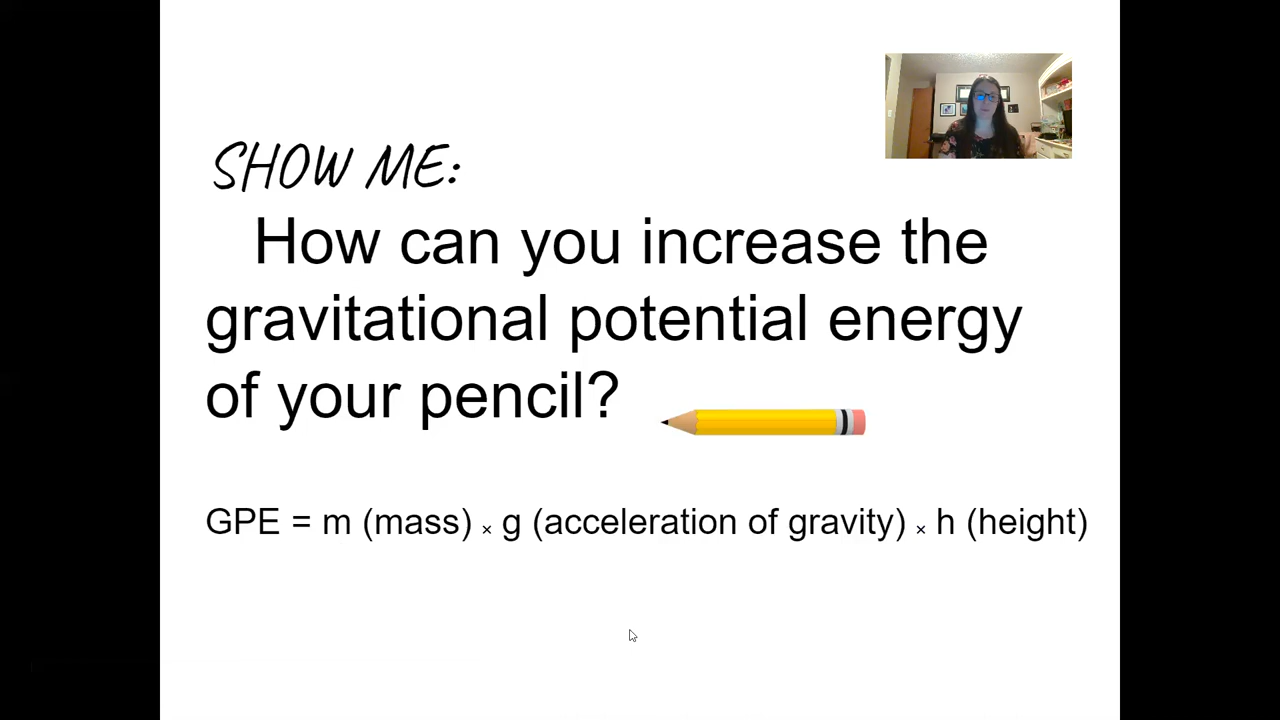 SHOW ME:
How can you increase the
gravitational potential energy
of your pencil?
GPE = m (mass) × g (acceleration of gravity) × h (height)